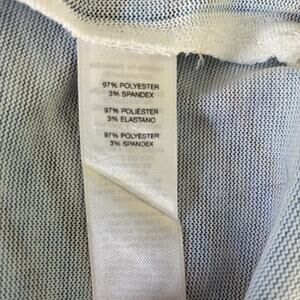 97% POLYESTER
3% SPANDEX
97% POLIÉSTER
3% ELASTANO
97% POLYESTER
3% SPANDEX